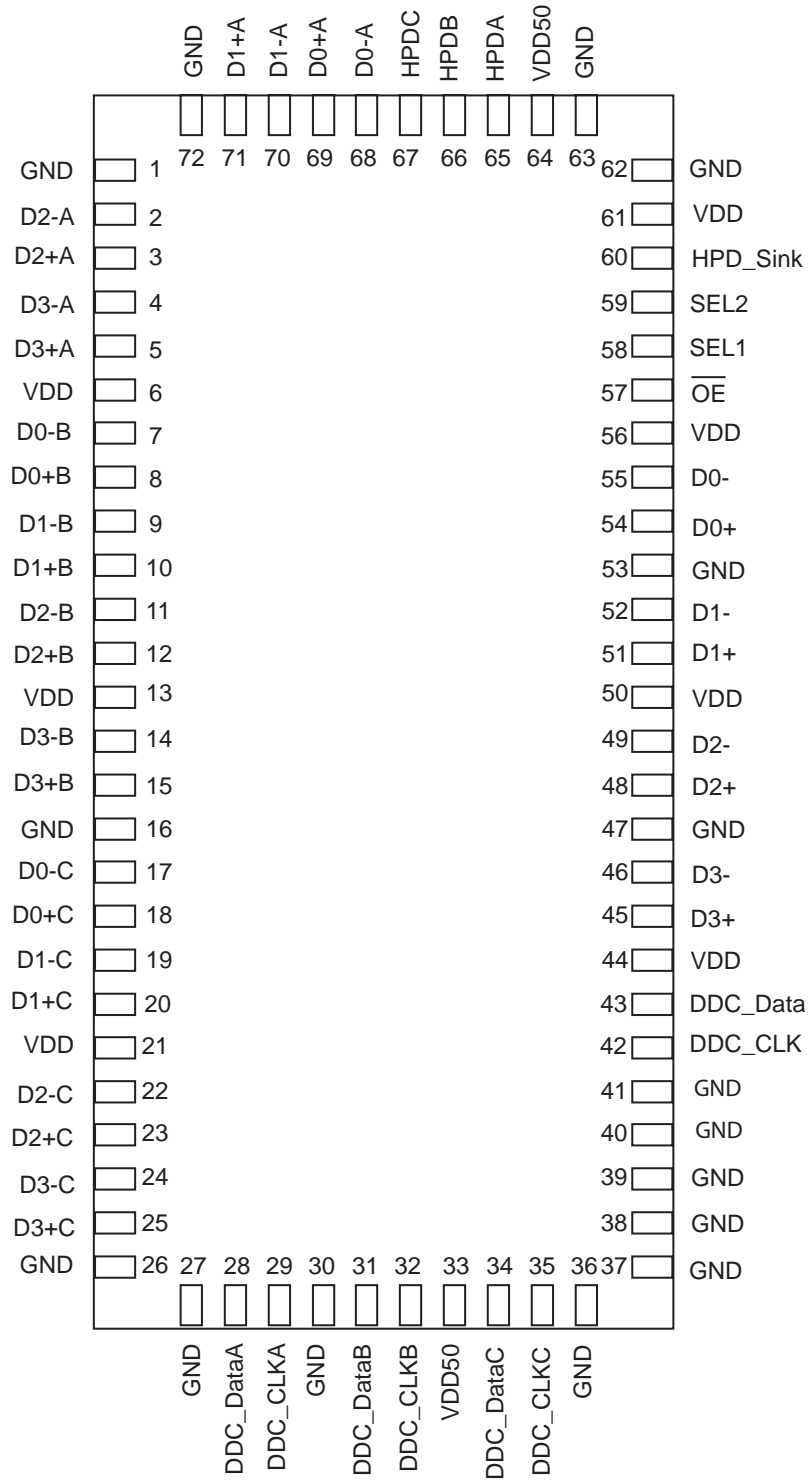 GND D1+A D1-A D0+A D0-A HPDC HPDB HPDA VDD50 GND
72 71 70 69 68 67 66 65 64 63
GND 1 62 GND
D2-A 2 61 VDD
D2+A 3 60 HPD_Sink
D3-A 4 59 SEL2
D3+A 5 58 SEL1
VDD 6 57 OE
D0-B 7 56 VDD
D0+B 8 55 D0-
D1-B 9 54 D0+
D1+B 10 53 GND
D2-B 11 52 D1-
D2+B 12 51 D1+
VDD 13 50 VDD
D3-B 14 49 D2-
D3+B 15 48 D2+
GND 16 47 GND
D0-C 17 46 D3-
D0+C 18 45 D3+
D1-C 19 44 VDD
D1+C 20 43 DDC_Data
VDD 21 42 DDC_CLK
D2-C 22 41 GND
D2+C 23 40 GND
D3-C 24 39 GND
D3+C 25 38 GND
GND 26 27 28 29 30 31 32 33 34 35 36 37 GND
GND DDC_DataA DDC_CLKA GND DDC_DataB DDC_CLKB VDD50 DDC_DataC DDC_CLKC GND